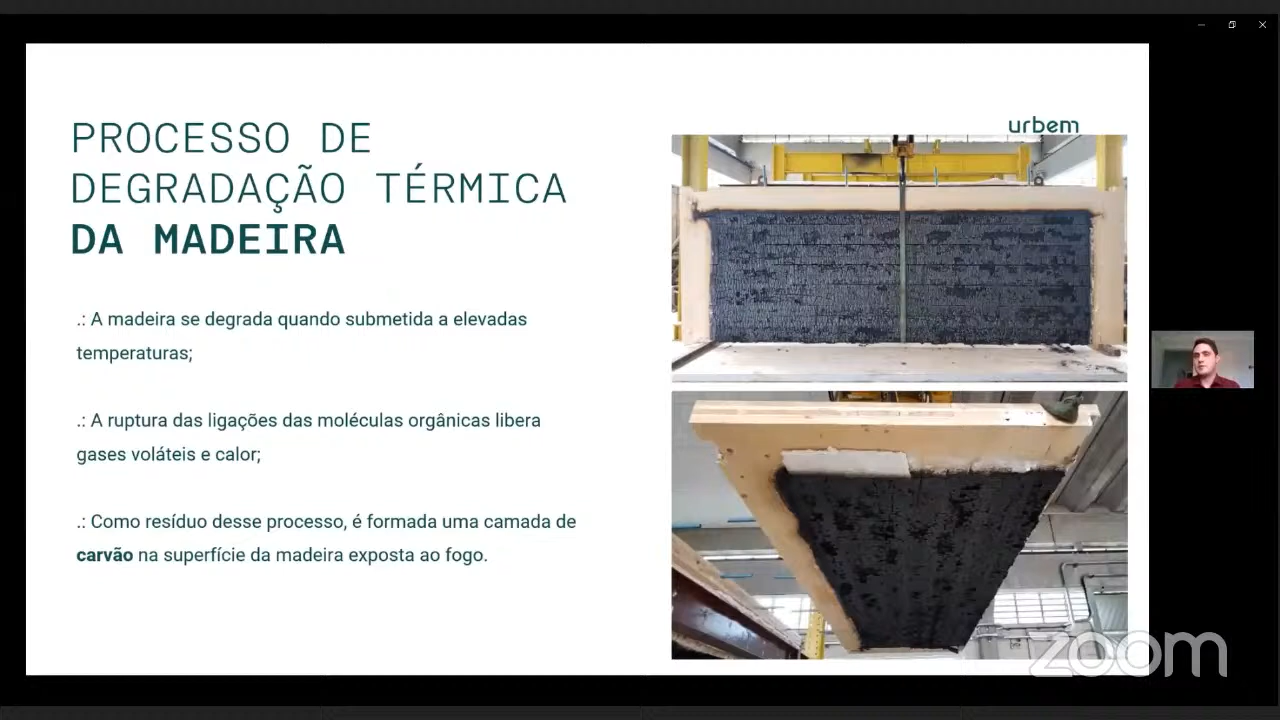 PROCESSO DE
DEGRADAÇÃO TÉRMICA
DA MADEIRA
urbem
.: A madeira se degrada quando submetida a elevadas
temperaturas;
.: A ruptura das ligações das moléculas orgânicas libera
gases voláteis e calor;
.: Como resíduo desse processo, é formada uma camada de
carvão na superfície da madeira exposta ao fogo.
zoom